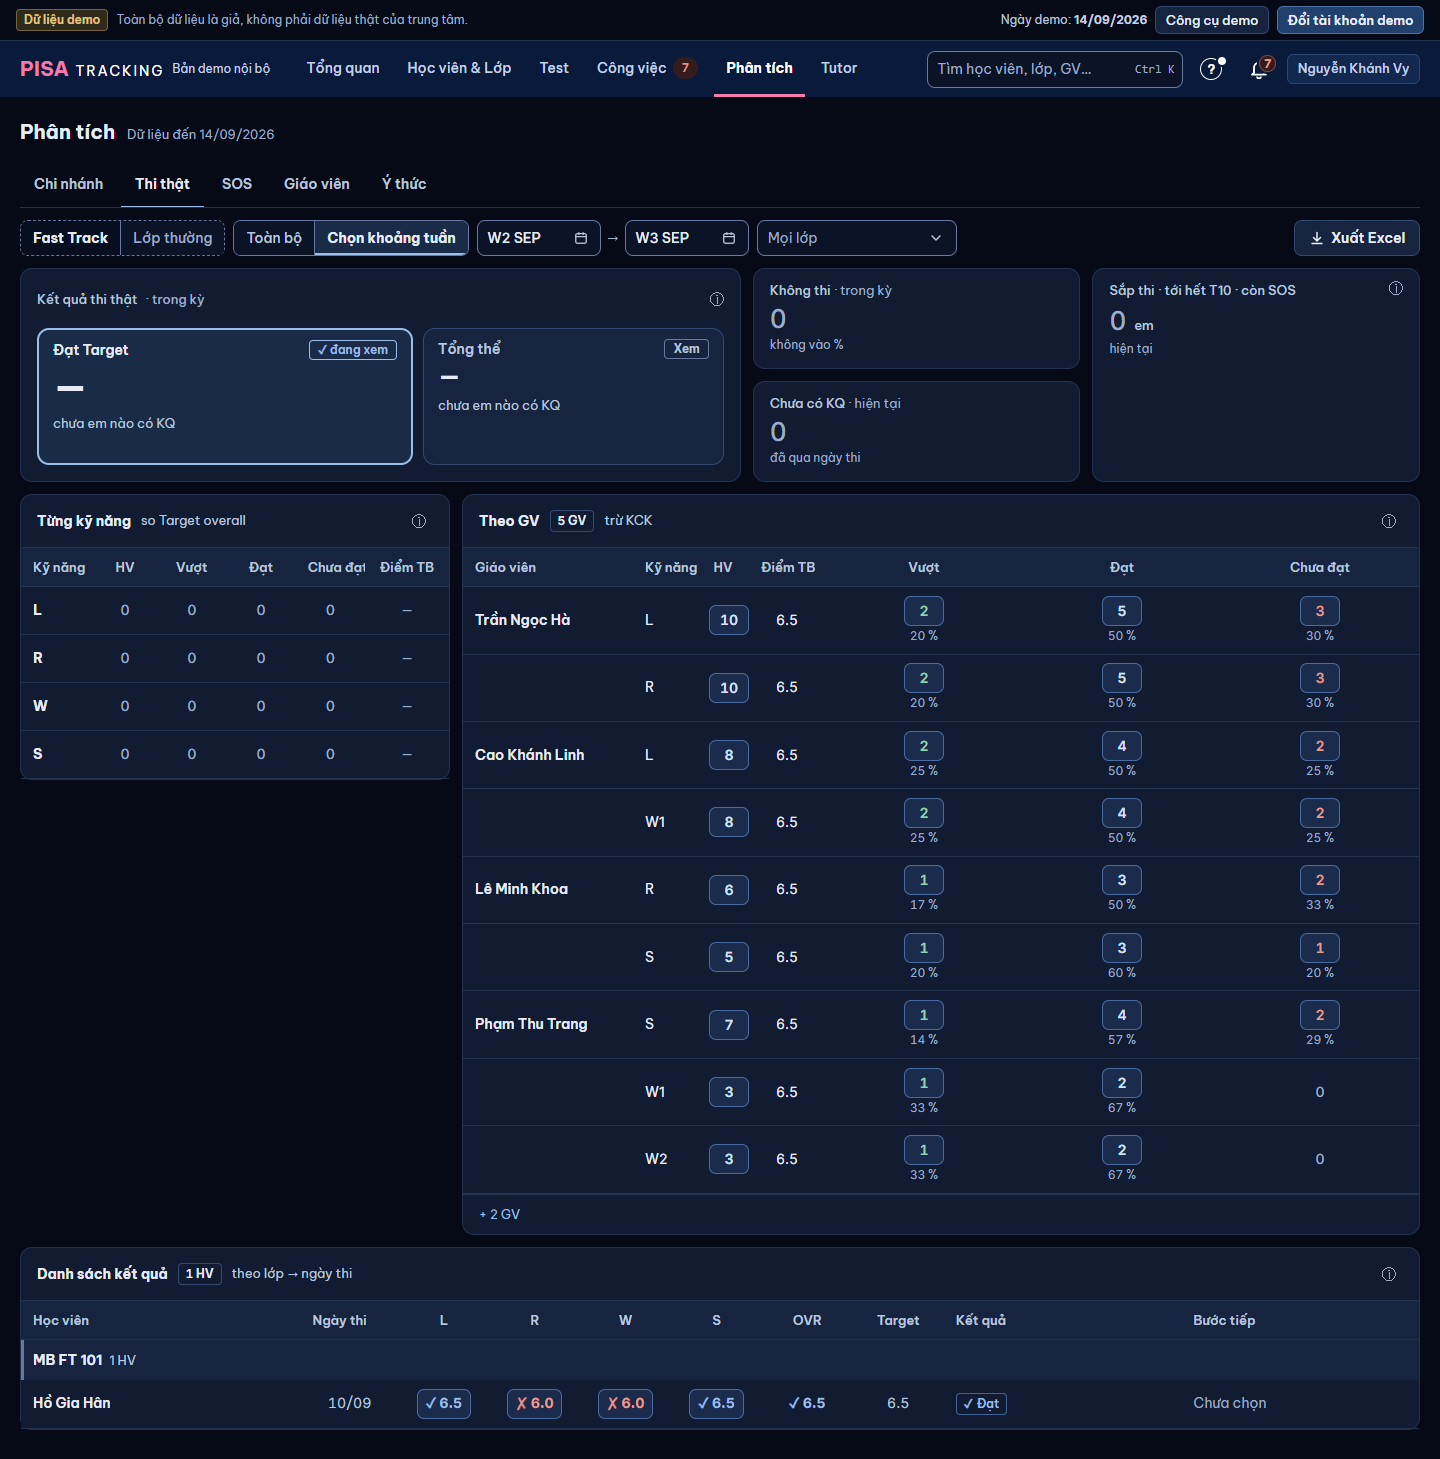 Dữ liệu demo Toàn bộ dữ liệu là giả, không phải dữ liệu thật của trung tâm. Ngày demo: 14/09/2026 Công cụ demo Đổi tài khoản demo
PISA TRACKING Bản demo nội bộ Tổng quan Học viên & Lớp Test Công việc 7 Phân tích Tutor Tìm học viên, lớp, GV... Ctrl K ? 7 Nguyễn Khánh Vy
Phân tích Dữ liệu đến 14/09/2026
Chi nhánh Thi thật SOS Giáo viên Ý thức
Fast Track Lớp thường Toàn bộ Chọn khoảng tuần W2 SEP → W3 SEP Mọi lớp Xuất Excel
Kết quả thi thật · trong kỳ
Đạt Target ✓ đang xem
—
chưa em nào có KQ
Tổng thể Xem
—
chưa em nào có KQ
Không thi · trong kỳ
0
không vào %
Chưa có KQ · hiện tại
0
đã qua ngày thi
Sắp thi · tới hết T10 · còn SOS
0 em
hiện tại
Từng kỹ năng so Target overall
Kỹ năng HV Vượt Đạt Chưa đạt Điểm TB
L 0 0 0 0 —
R 0 0 0 0 —
W 0 0 0 0 —
S 0 0 0 0 —
Theo GV 5 GV trừ KCK
Giáo viên Kỹ năng HV Điểm TB Vượt Đạt Chưa đạt
Trần Ngọc Hà L 10 6.5 2 5 3
20 % 50 % 30 %
R 10 6.5 2 5 3
20 % 50 % 30 %
Cao Khánh Linh L 8 6.5 2 4 2
25 % 50 % 25 %
W1 8 6.5 2 4 2
25 % 50 % 25 %
Lê Minh Khoa R 6 6.5 1 3 2
17 % 50 % 33 %
S 5 6.5 1 3 1
20 % 60 % 20 %
Phạm Thu Trang S 7 6.5 1 4 2
14 % 57 % 29 %
W1 3 6.5 1 2 0
33 % 67 %
W2 3 6.5 1 2 0
33 % 67 %
+ 2 GV
Danh sách kết quả 1 HV theo lớp → ngày thi
Học viên Ngày thi L R W S OVR Target Kết quả Bước tiếp
MB FT 101 1 HV
Hồ Gia Hân 10/09 ✓ 6.5 ✗ 6.0 ✗ 6.0 ✓ 6.5 ✓ 6.5 6.5 ✓ Đạt Chưa chọn